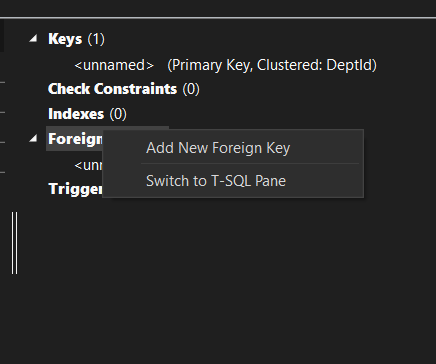 Keys (1)
<unnamed> (Primary Key, Clustered: DeptId)
Check Constraints (0)
Indexes (0)
Foreign
Add New Foreign Key
Switch to T-SQL Pane